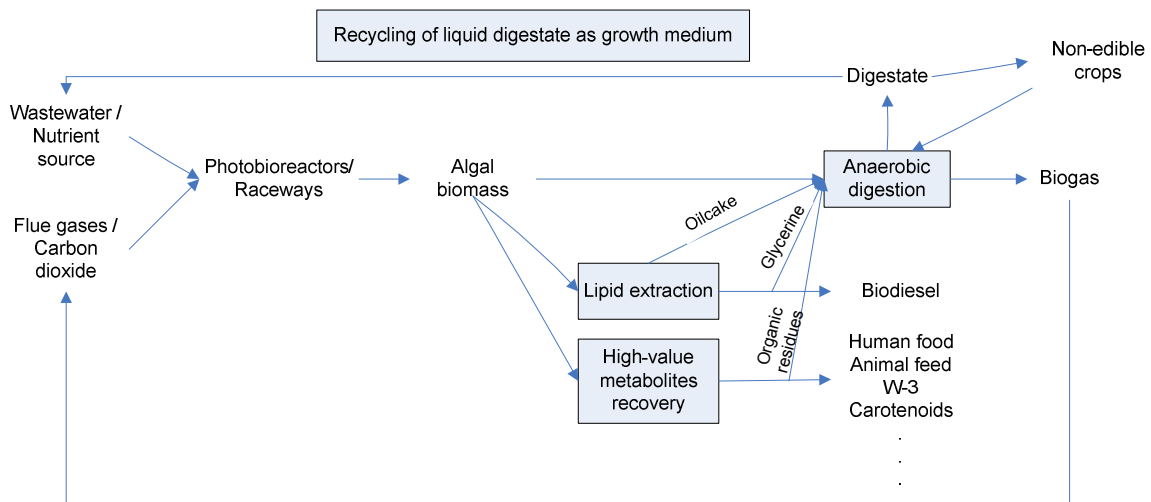 Recycling of liquid digestate as growth medium
Non-edible
crops
Digestate
Wastewater /
Nutrient
source
Photobioreactors/
Raceways
Algal
biomass
Anaerobic
digestion
Biogas
Flue gases /
Carbon
dioxide
Oilcake
Glycerine
Lipid extraction
Biodiesel
Organic
residues
High-value
metabolites
recovery
Human food
Animal feed
W-3
Carotenoids
.
.
.